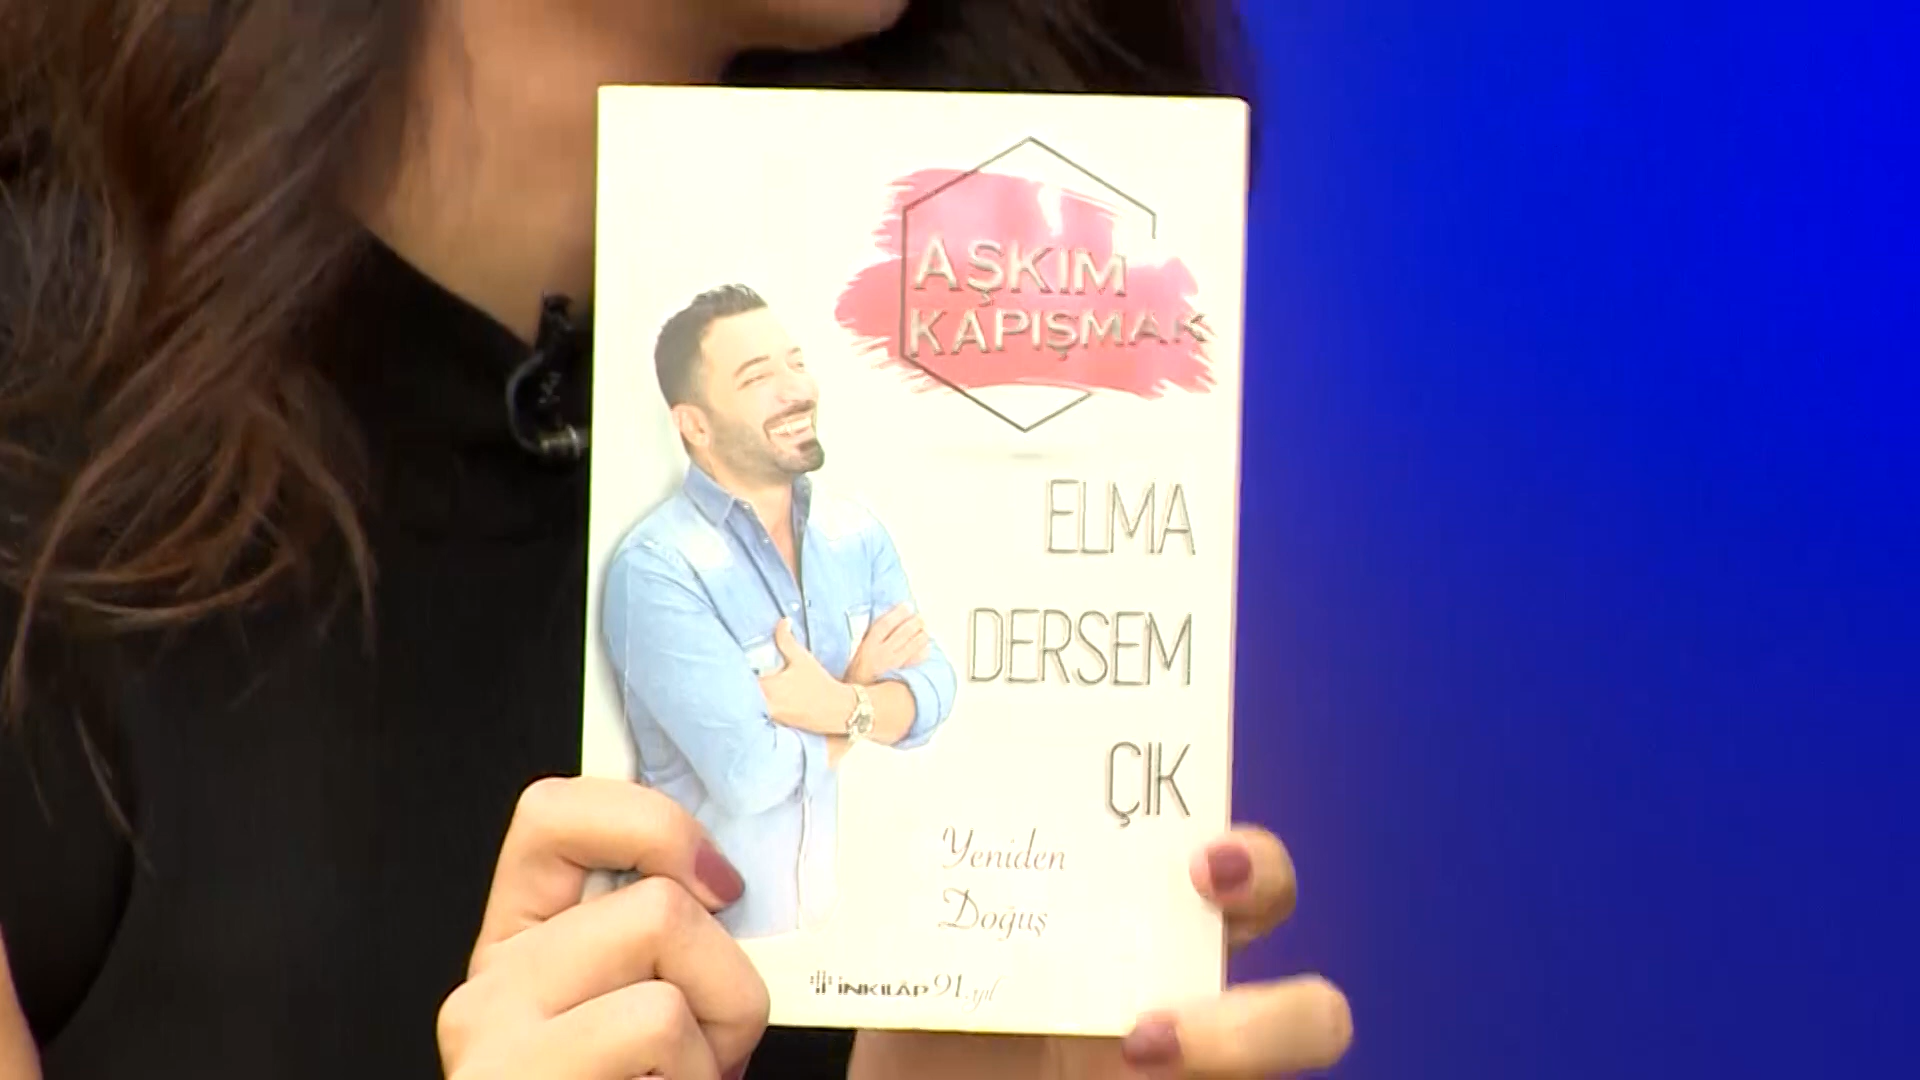 AŞKIM
KAPIŞMAK
ELMA
DERSEM
ÇIK
Yeniden
Doğuş
İNKILÂP 91.yıl